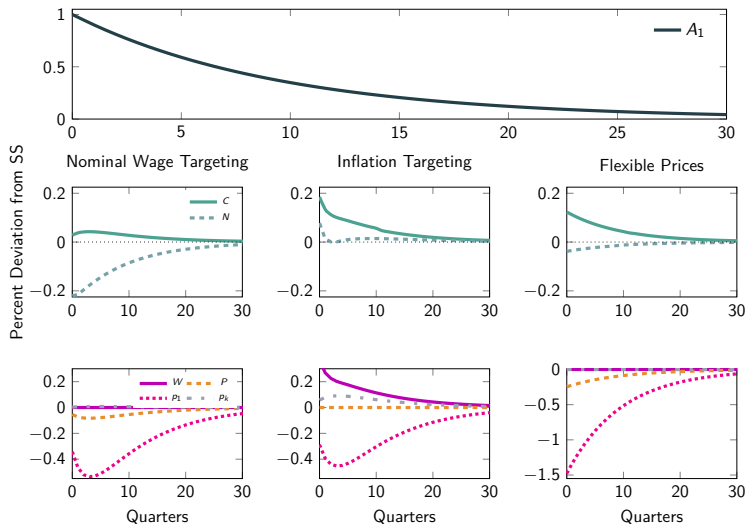 1
0.5
0
A1
0 5 10 15 20 25 30
Percent Deviation from SS
Nominal Wage Targeting Inflation Targeting Flexible Prices
0.2 0.2 0.2
C
N
0 0 0
−0.2 −0.2 −0.2
0 10 20 30 0 10 20 30 0 10 20 30
0.2 0.2 0
W P
p1 pk
0 0 −0.5
−0.2 −0.2 −1
−0.4 −0.4 −1.5
0 10 20 30 0 10 20 30 0 10 20 30
Quarters Quarters Quarters